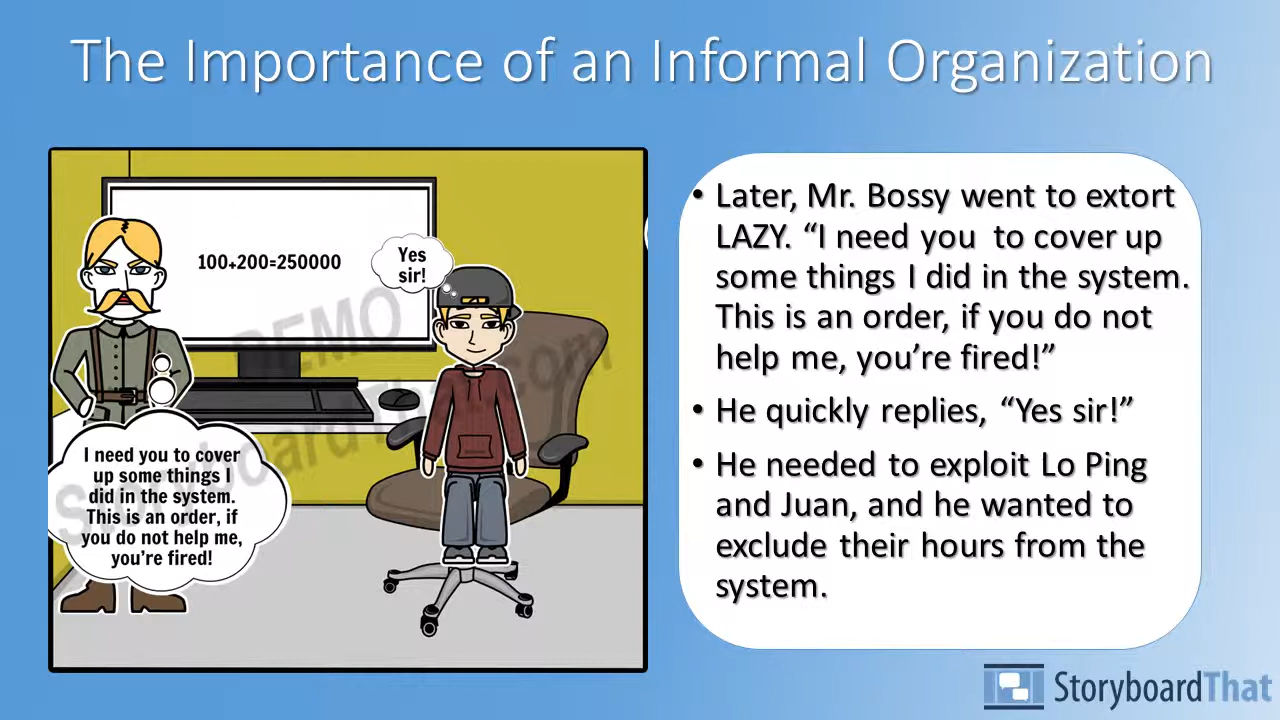 The Importance of an Informal Organization
100+200=250000
Yes
sir!
I need you to cover
up some things I
did in the system.
This is an order, if
you do not help me,
you're fired!
DEMO
StoryboardThat.com
• Later, Mr. Bossy went to extort
LAZY. “I need you  to cover up
some things I did in the system.
This is an order, if you do not
help me, you’re fired!”
• He quickly replies, “Yes sir!”
• He needed to exploit Lo Ping
and Juan, and he wanted to
exclude their hours from the
system.
StoryboardThat